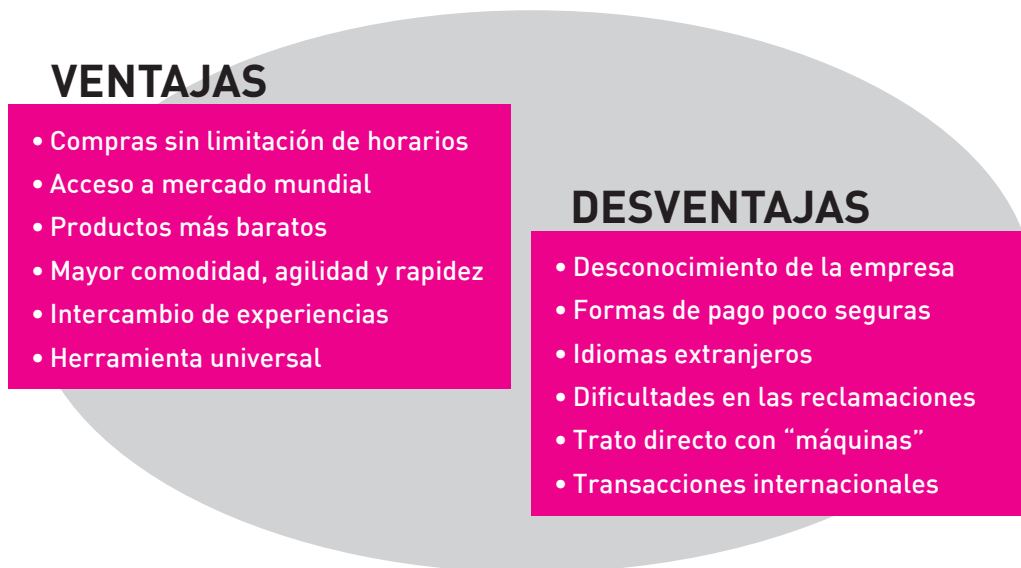 VENTAJAS
• Compras sin limitación de horarios
• Acceso a mercado mundial
• Productos más baratos
• Mayor comodidad, agilidad y rapidez
• Intercambio de experiencias
• Herramienta universal
DESVENTAJAS
• Desconocimiento de la empresa
• Formas de pago poco seguras
• Idiomas extranjeros
• Dificultades en las reclamaciones
• Trato directo con “máquinas”
• Transacciones internacionales